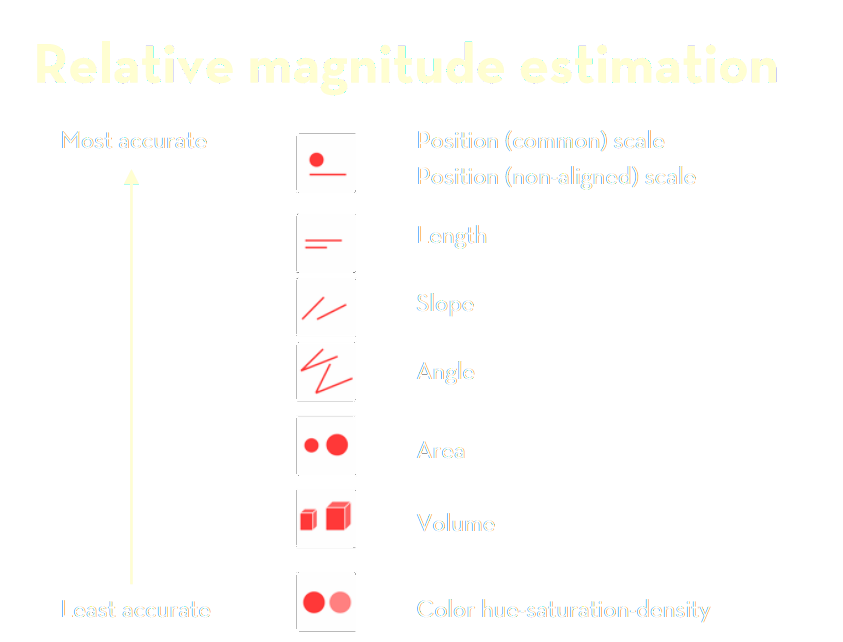 Relative magnitude estimation
Most accurate
Position (common) scale
Position (non-aligned) scale
Length
Slope
Angle
Area
Volume
Least accurate
Color hue-saturation-density